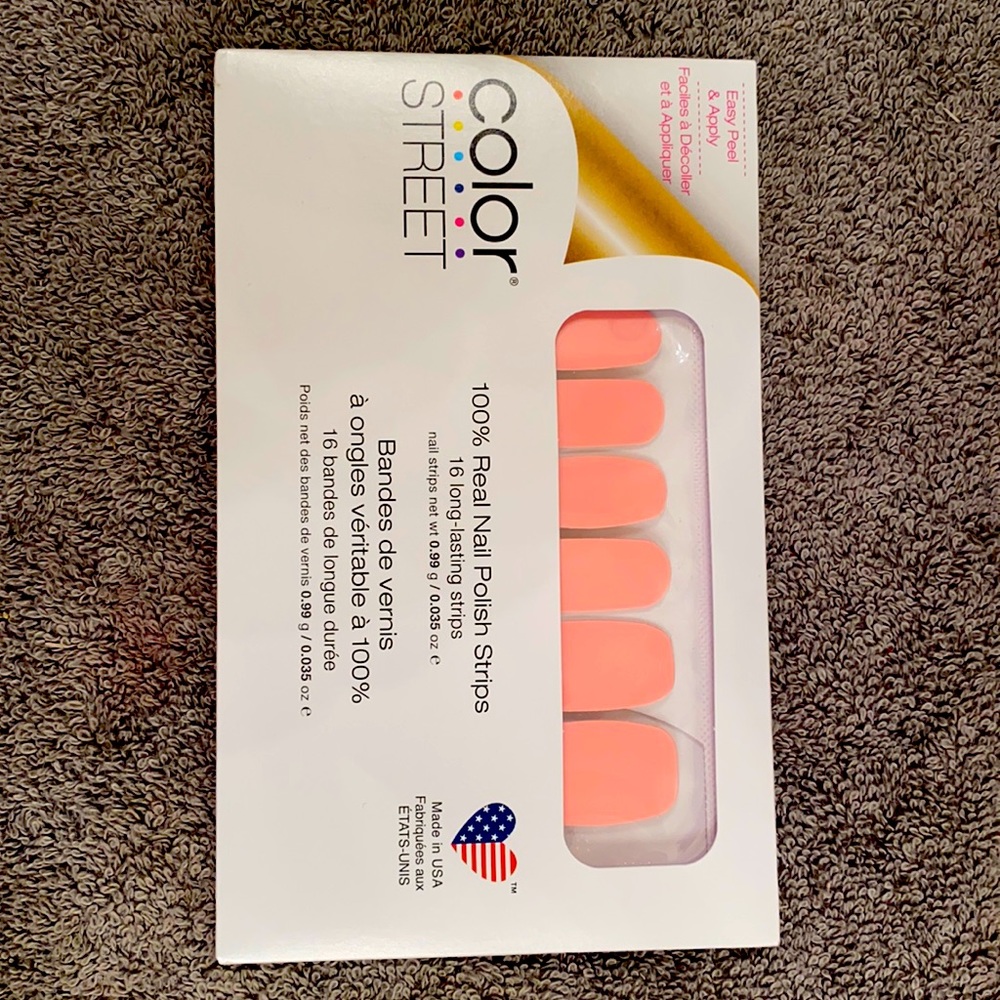 Easy Peel
& Apply
Faciles à Décoller
et à Appliquer
color®
STREET
100% Real Nail Polish Strips
16 long-lasting strips
nail strips net wt 0.99 g / 0.035 oz e
Bandes de vernis
à ongles véritable à 100%
16 bandes de longue durée
Poids net des bandes de vernis 0.99 g / 0.035 oz e
TM
Made in USA
Fabriquées aux
ÉTATS-UNIS